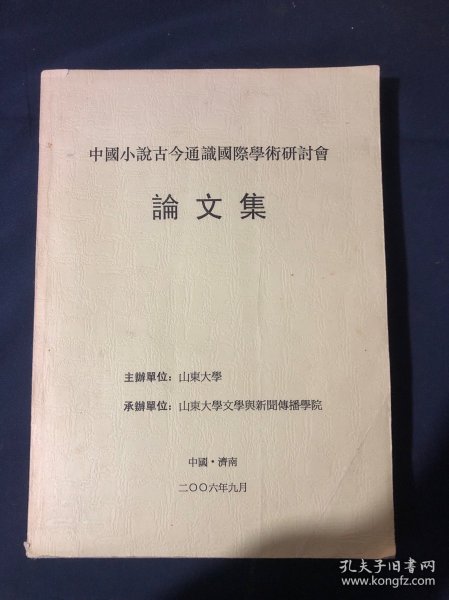 中國小說古今通識國際學術研討會
論文集
主辦單位：山東大學
承辦單位：山東大學文學與新聞傳播學院
中國·濟南
二〇〇六年九月
孔夫子旧书网
www.kongfz.com